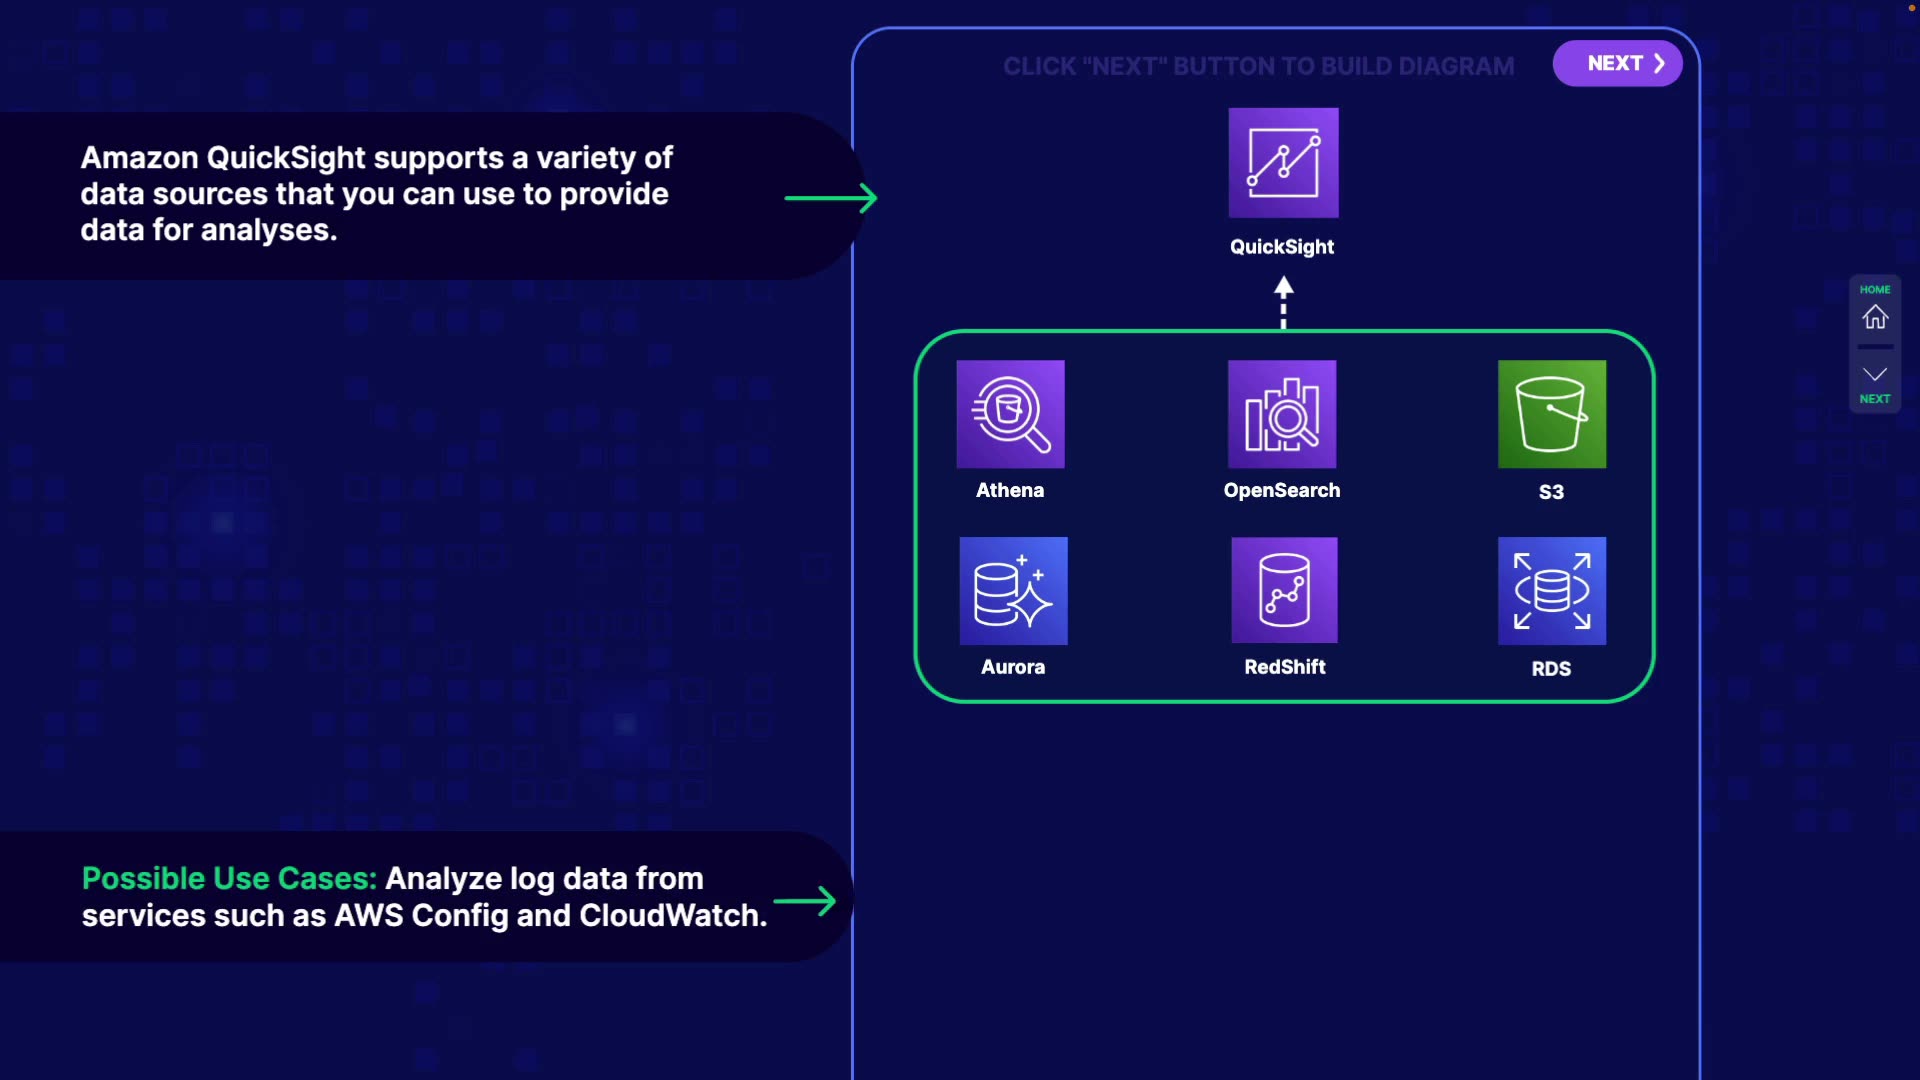 CLICK "NEXT" BUTTON TO BUILD DIAGRAM
NEXT
Amazon QuickSight supports a variety of
data sources that you can use to provide
data for analyses.
QuickSight
HOME
NEXT
Athena
OpenSearch
S3
Aurora
RedShift
RDS
Possible Use Cases: Analyze log data from
services such as AWS Config and CloudWatch.